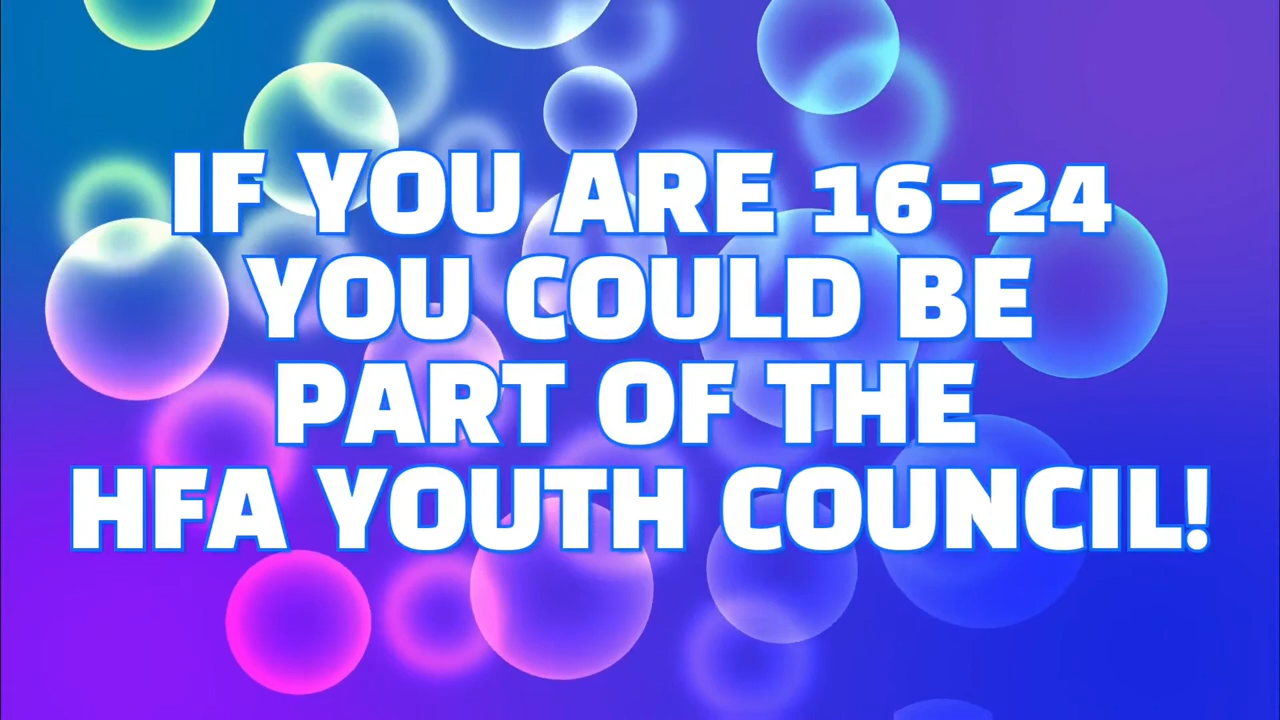 IF YOU ARE 16-24
YOU COULD BE
PART OF THE
HFA YOUTH COUNCIL!